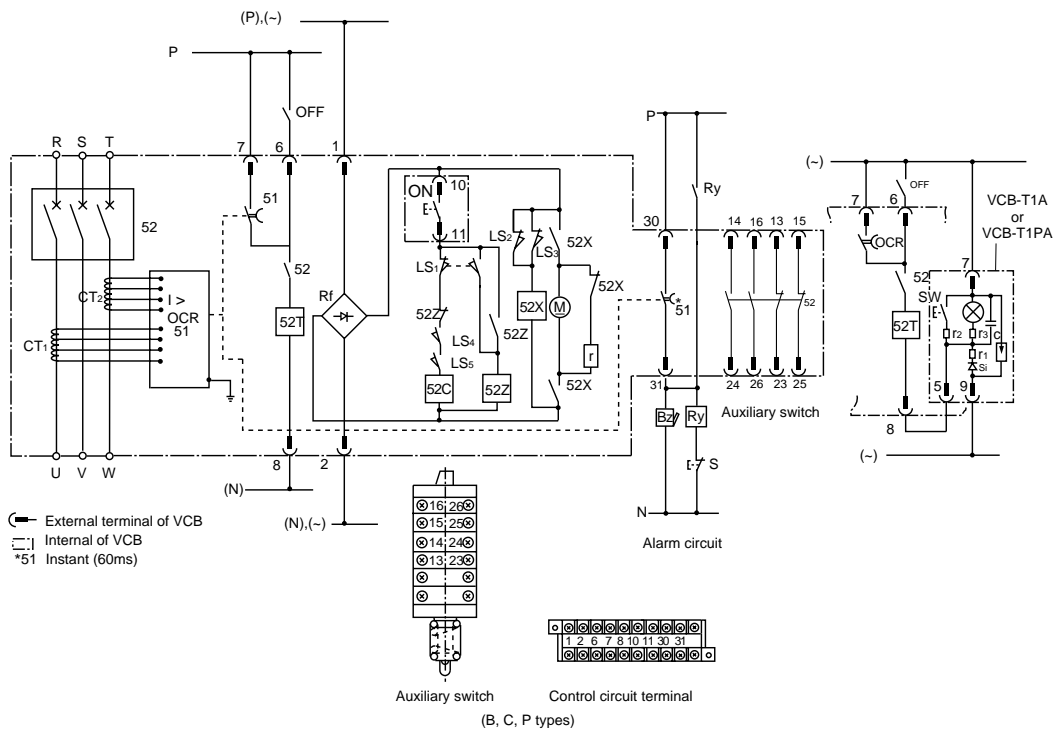 (P),(~)
P
OFF
R S T
7 6 1
52
51
52
52T
CT2
CT1
I >
OCR
51
Rf
ON
10
11
LS1
LS2
LS3
52Z
LS4
LS5
52C
52Z
52Z
52X
52X
M
52X
r
52X
U V W
8 2
(N)
(N),(~)
P
Ry
30
*51
31
Bz
Ry
S
N
Alarm circuit
14 16 13 15
52
24 26 23 25
Auxiliary switch
(~)
OFF
7 6
OCR
52
52T
8
(~)
VCB-T1A
or
VCB-T1PA
7
SW
r2 r3 c
r1
Si
5 9
External terminal of VCB
Internal of VCB
*51 Instant (60ms)
16 26
15 25
14 24
13 23
Auxiliary switch
1 2 6 7 8 10 11 30 31
Control circuit terminal
(B, C, P types)